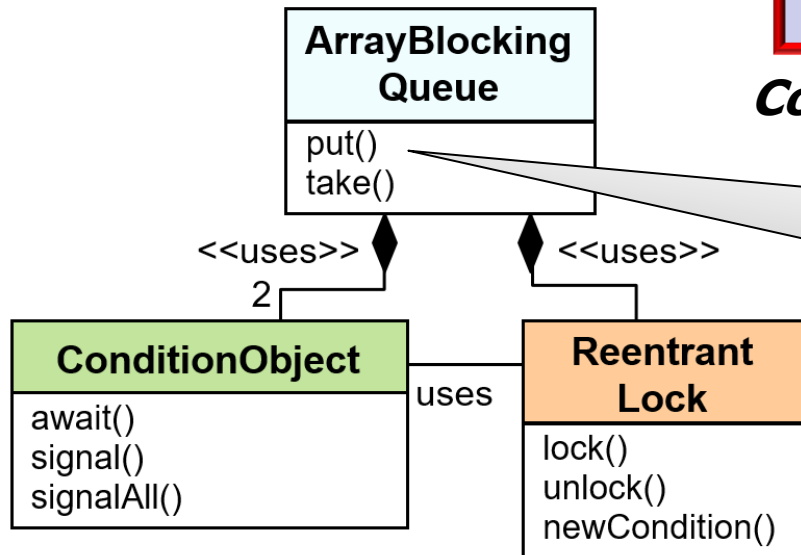 ArrayBlocking
Queue
put()
take()
<<uses>>
<<uses>>
2
ConditionObject
await()
signal()
signalAll()
uses
Reentrant
Lock
lock()
unlock()
newCondition()